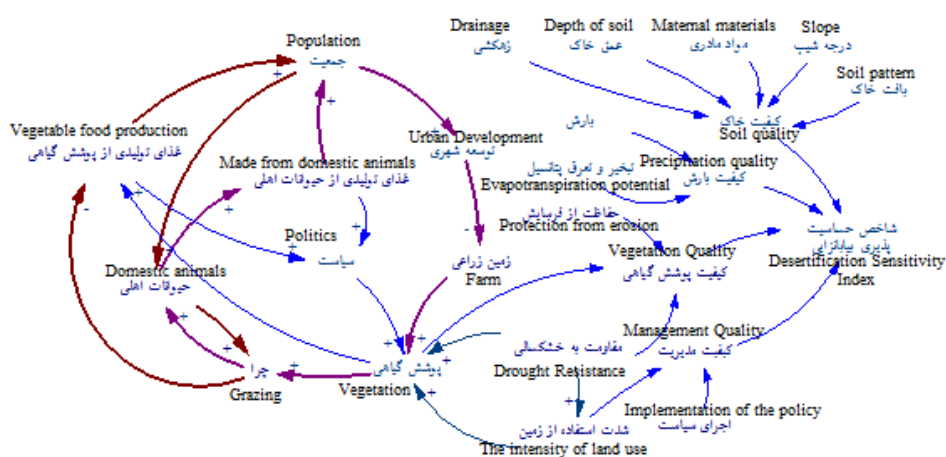 Drainage
زهکشی
Depth of soil
عمق خاک
Maternal materials
مواد مادری
Slope
درجه شیب
Soil pattern
بافت خاک
Population
جمعیت
کیفیت خاک
Soil quality
Vegetable food production
غذای تولیدی از پوشش گیاهی
Urban Development
توسعه شهری
بارش
Precipitation quality
کیفیت بارش
Made from domestic animals
غذای تولیدی از حیوانات اهلی
تبخیر و تعرق پتانسیل
Evapotranspiration potential
حفاظت از فرسایش
Protection from erosion
Politics
سیاست
زمین زراعی
Farm
Vegetation Quality
کیفیت پوشش گیاهی
شاخص حساسیت
پذیری بیابانزایی
Desertification Sensitivity
Index
Domestic animals
حیوانات اهلی
Management Quality
کیفیت مدیریت
مقاومت به خشکسالی
Drought Resistance
چرا
Grazing
پوشش گیاهی
Vegetation
Implementation of the policy
اجرای سیاست
شدت استفاده از زمین
The intensity of land use